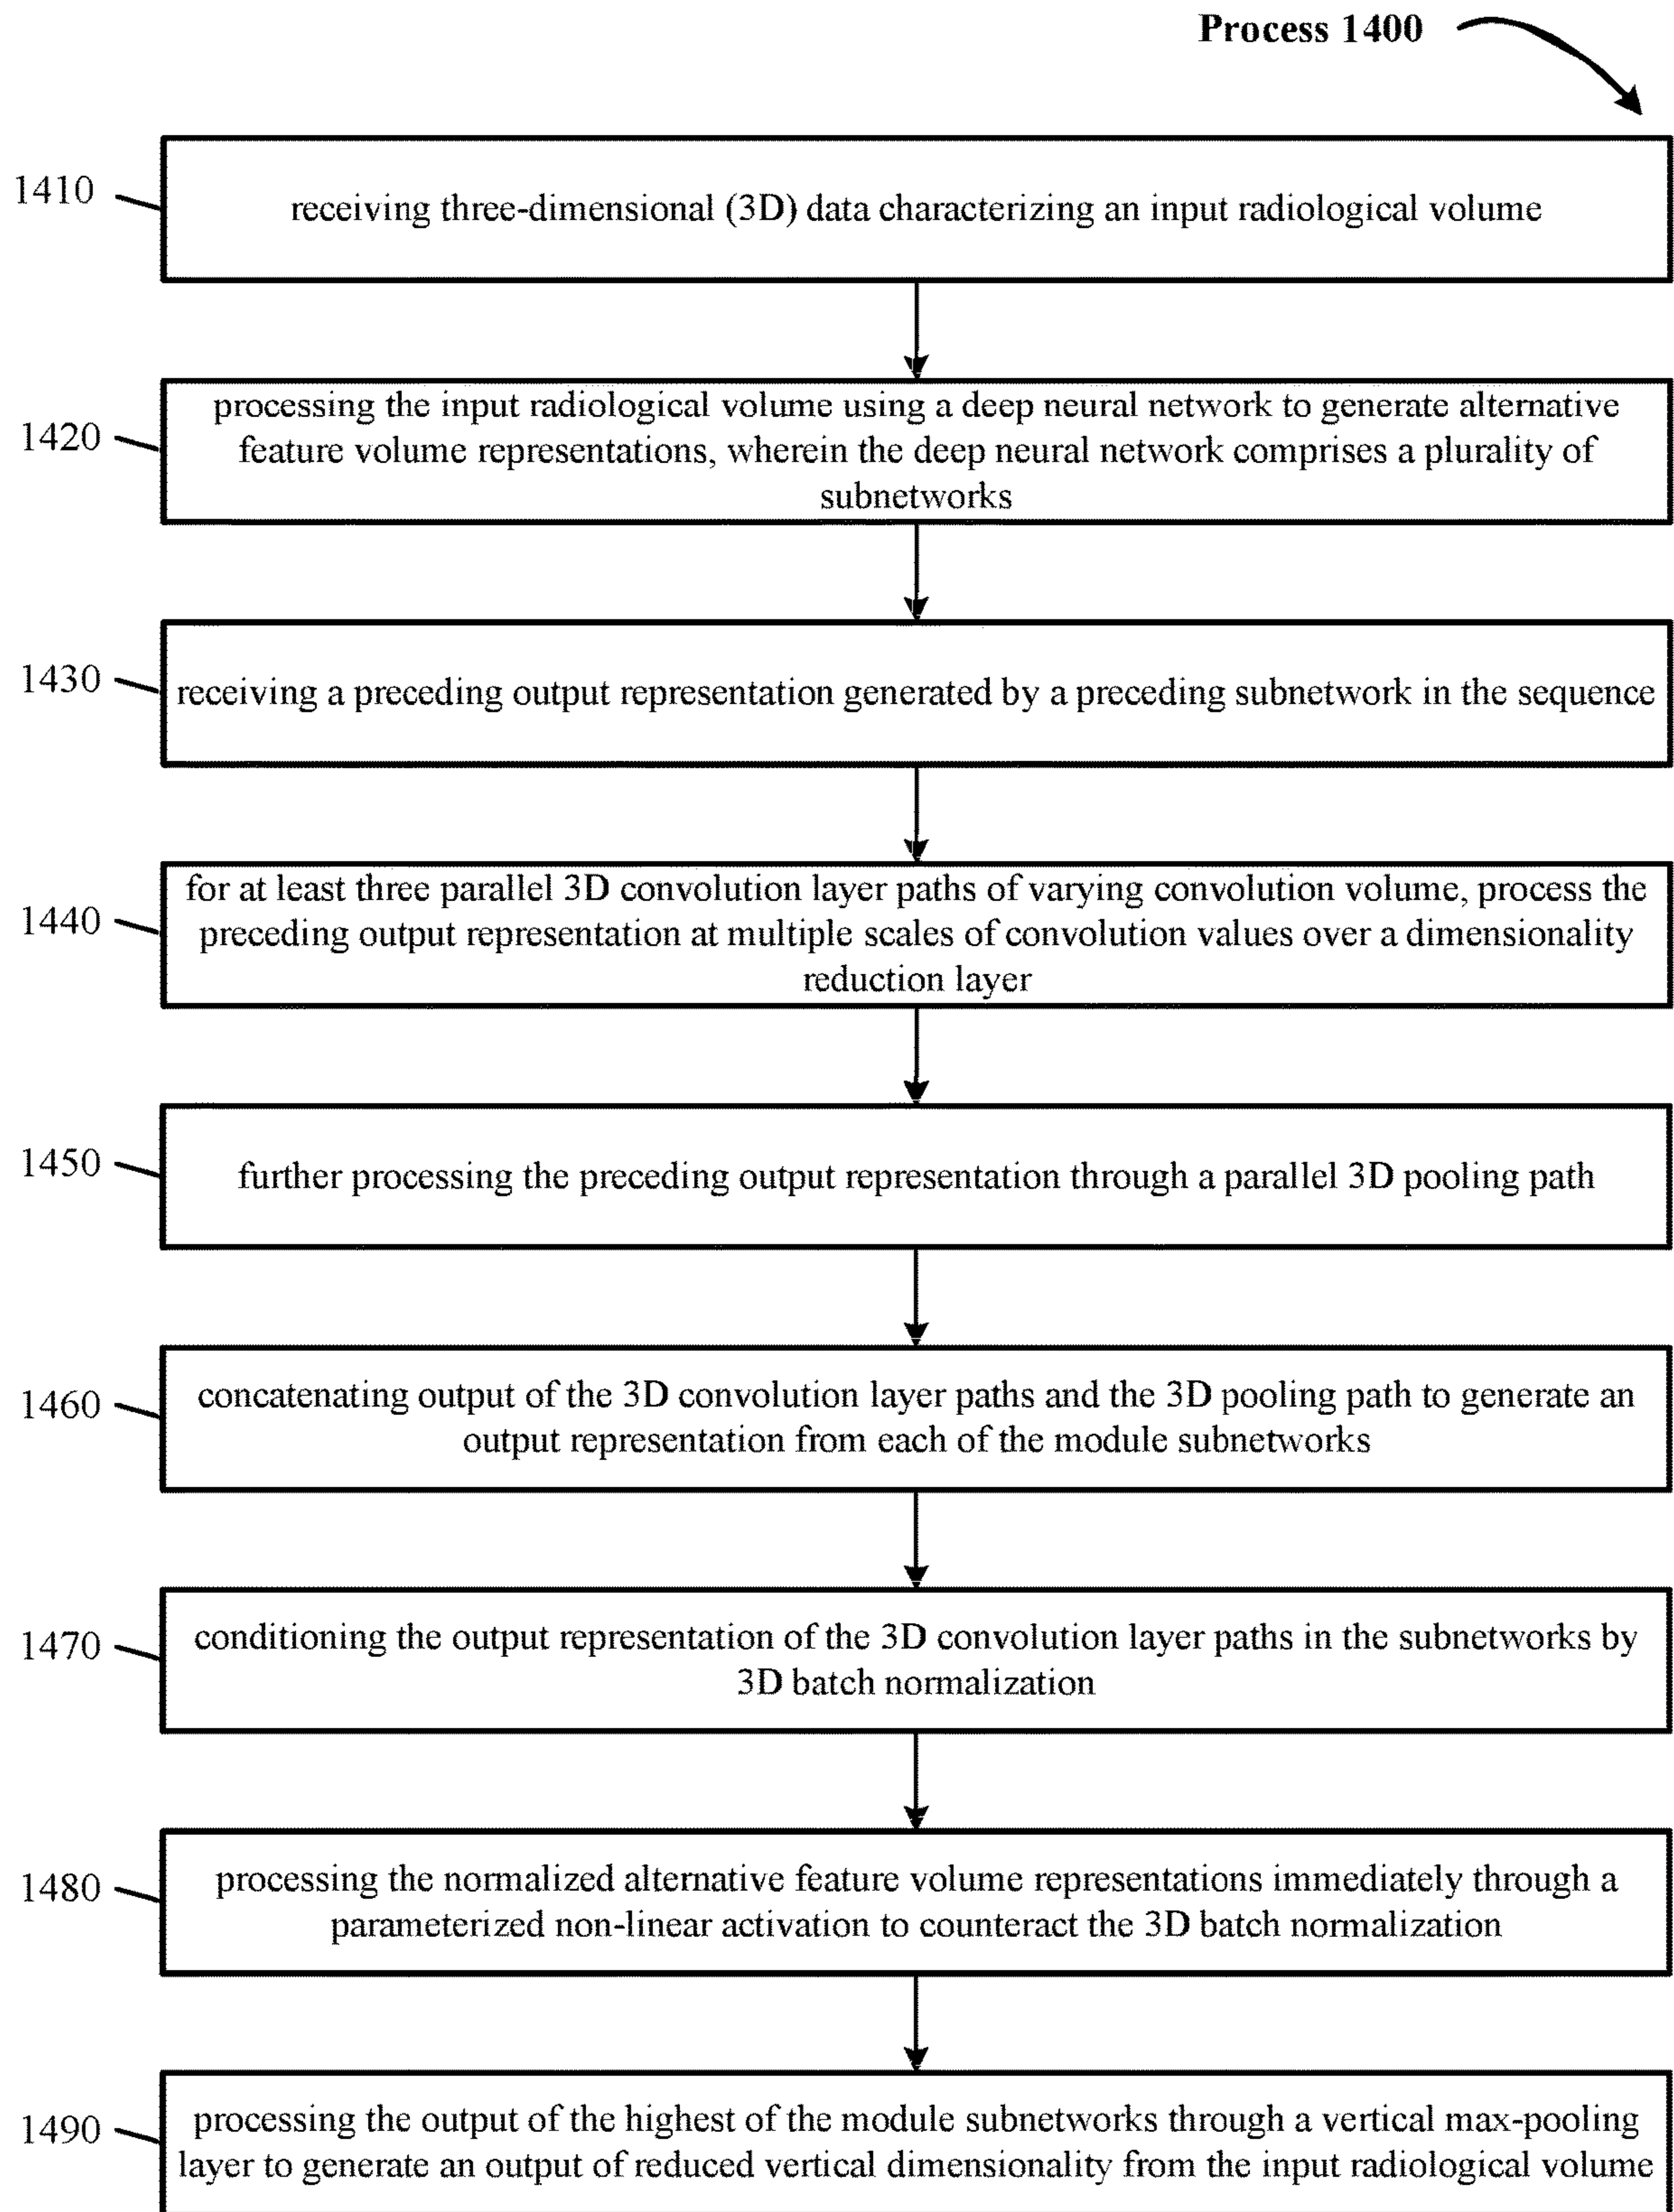 Process 1400
1410
receiving three-dimensional (3D) data characterizing an input radiological volume
1420
processing the input radiological volume using a deep neural network to generate alternative
feature volume representations, wherein the deep neural network comprises a plurality of
subnetworks
1430
receiving a preceding output representation generated by a preceding subnetwork in the sequence
1440
for at least three parallel 3D convolution layer paths of varying convolution volume, process the
preceding output representation at multiple scales of convolution values over a dimensionality
reduction layer
1450
further processing the preceding output representation through a parallel 3D pooling path
1460
concatenating output of the 3D convolution layer paths and the 3D pooling path to generate an
output representation from each of the module subnetworks
1470
conditioning the output representation of the 3D convolution layer paths in the subnetworks by
3D batch normalization
1480
processing the normalized alternative feature volume representations immediately through a
parameterized non-linear activation to counteract the 3D batch normalization
1490
processing the output of the highest of the module subnetworks through a vertical max-pooling
layer to generate an output of reduced vertical dimensionality from the input radiological volume